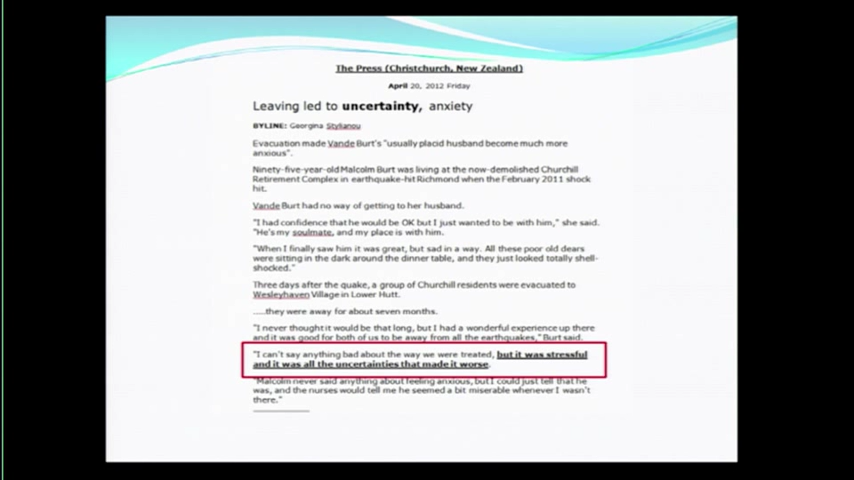 The Press (Christchurch, New Zealand)
April 20, 2012 Friday
Leaving led to uncertainty, anxiety
BYLINE: Georgina Stylianou
Evacuation made Vande Burt's "usually placid husband become much more
anxious".
Ninety-five-year-old Malcolm Burt was living at the now-demolished Churchill
Retirement Complex in earthquake-hit Richmond when the February 2011 shock
hit.
Vande Burt had no way of getting to her husband.
"I had confidence that he would be OK but I just wanted to be with him," she said.
"He's my soulmate, and my place is with him.
"When I finally saw him it was great, but sad in a way. All these poor old dears
were sitting in the dark around the dinner table, and they just looked totally shell-
shocked."
Three days after the quake, a group of Churchill residents were evacuated to
Wesleyhaven Village in Lower Hutt.
.....they were away for about seven months.
"I never thought it would be that long, but I had a wonderful experience up there
and it was good for both of us to be away from all the earthquakes," Burt said.
"I can't say anything bad about the way we were treated, but it was stressful
and it was all the uncertainties that made it worse.
"Malcolm never said anything about feeling anxious, but I could just tell that he
was, and the nurses would tell me he seemed a bit miserable whenever I wasn't
there."